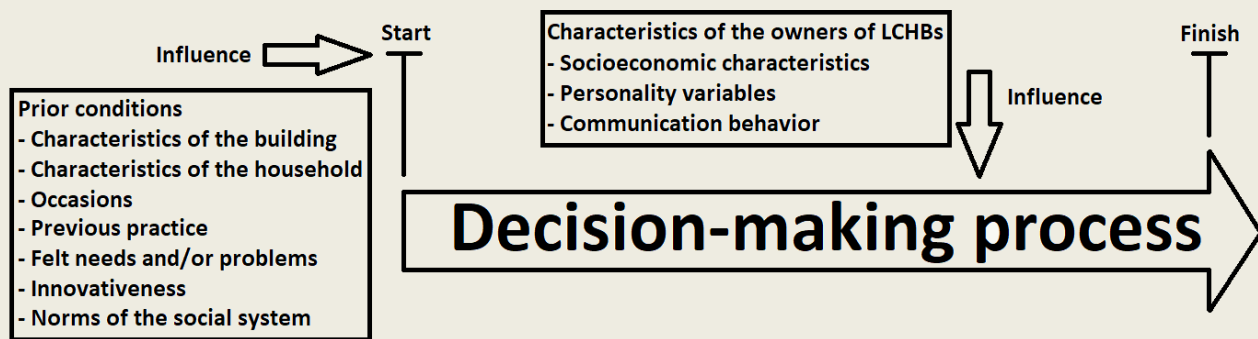 Influence
Start
Prior conditions
- Characteristics of the building
- Characteristics of the household
- Occasions
- Previous practice
- Felt needs and/or problems
- Innovativeness
- Norms of the social system
Characteristics of the owners of LCHBs
- Socioeconomic characteristics
- Personality variables
- Communication behavior
Influence
Finish
Decision-making process